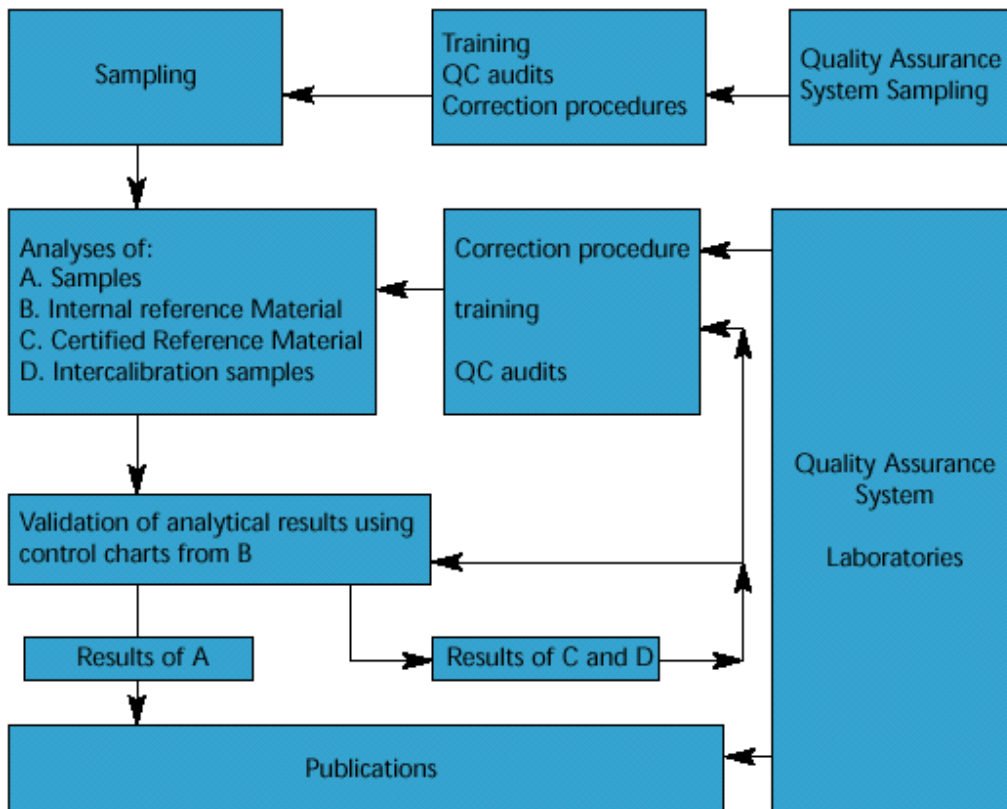 Sampling
Training
QC audits
Correction procedures
Quality Assurance
System Sampling
Analyses of:
A. Samples
B. Internal reference Material
C. Certified Reference Material
D. Intercalibration samples
Correction procedure
training
QC audits
Quality Assurance
System
Laboratories
Validation of analytical results using
control charts from B
Results of A
Results of C and D
Publications